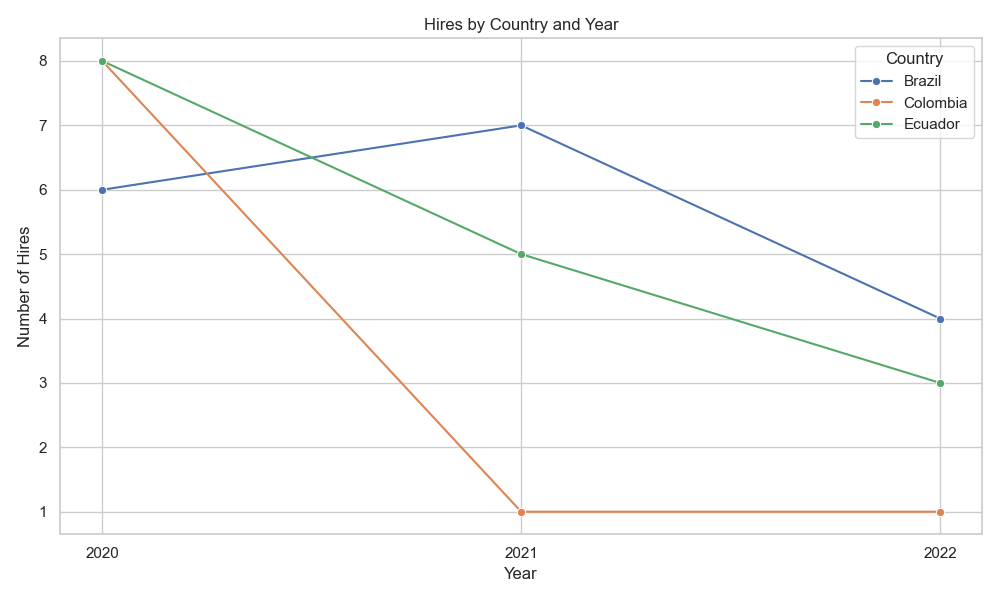 Hires by Country and Year
Number of Hires
8
7
6
5
4
3
2
1
Country
Brazil
Colombia
Ecuador
2020 2021 2022
Year